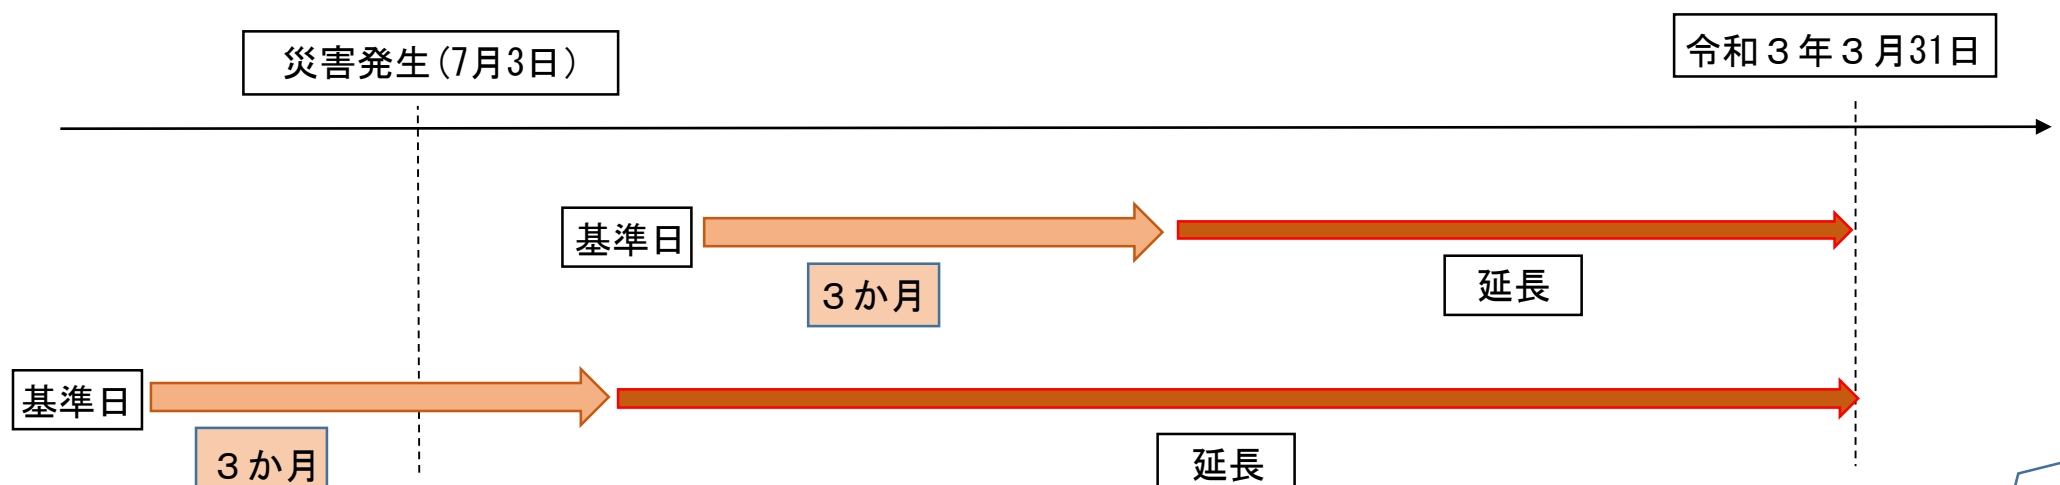 災害発生(7月3日)
令和３年３月31日
基準日
３か月
延長
基準日
３か月
延長